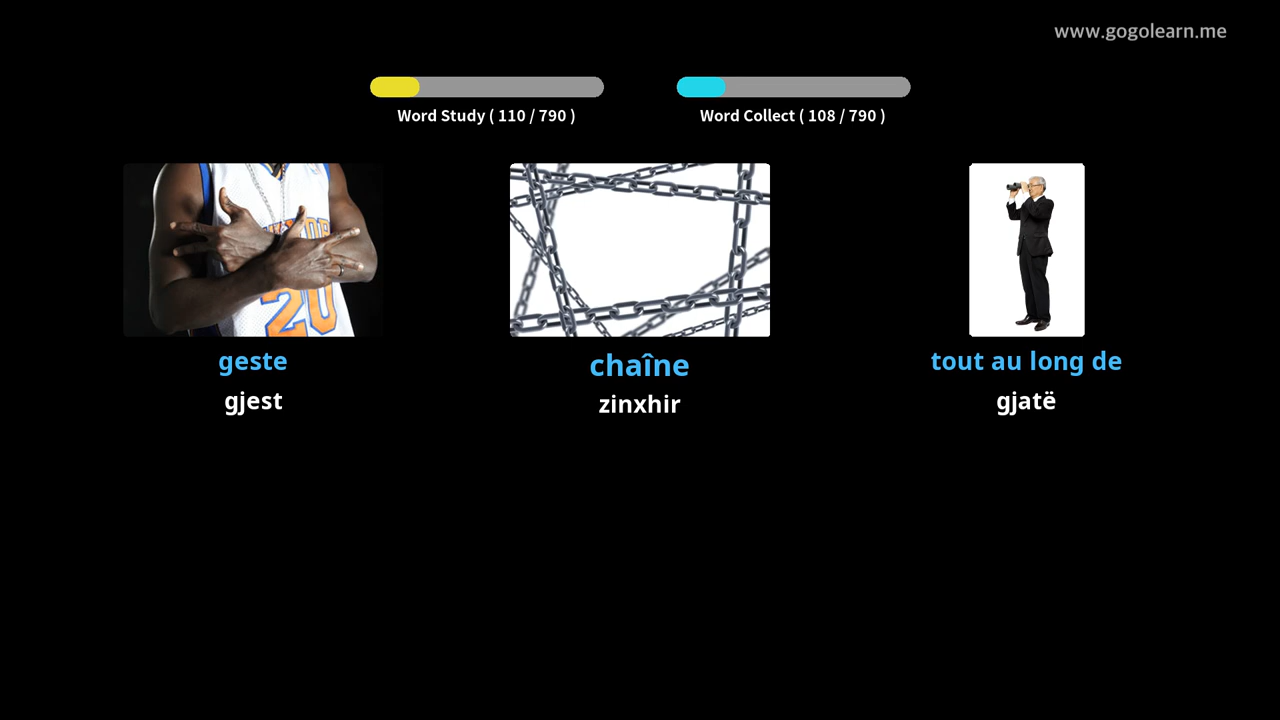 www.gogolearn.me
Word Study ( 110 / 790 )
Word Collect ( 108 / 790 )
20
geste
chaîne
tout au long de
gjest
zinxhir
gjatë